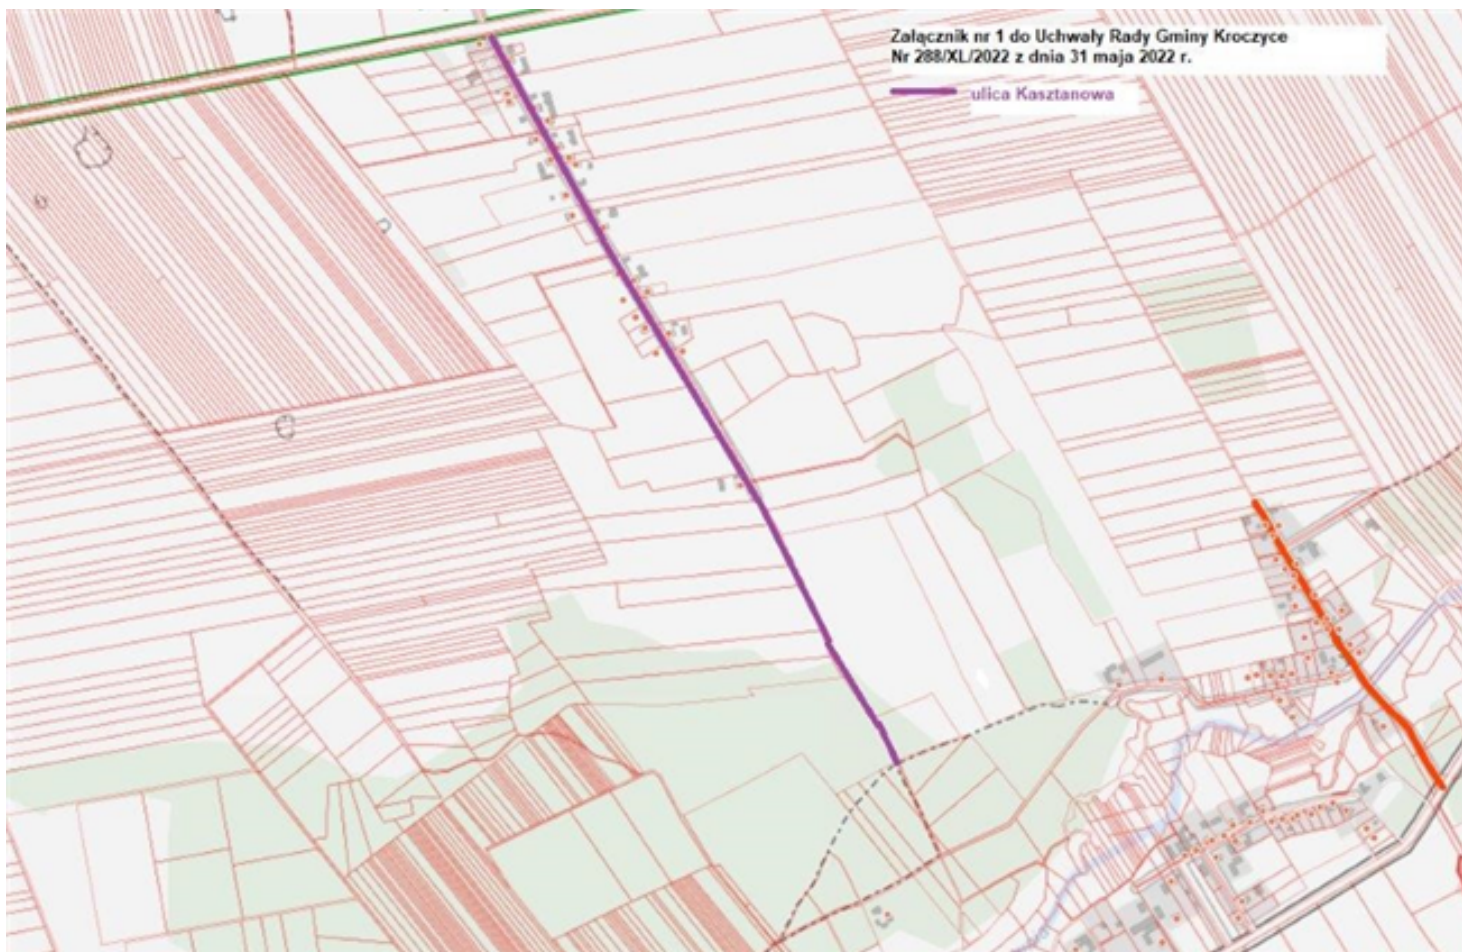 Załącznik nr 1 do Uchwały Rady Gminy Kroczyce
Nr 288/XL/2022 z dnia 31 maja 2022 r.
ulica Kasztanowa